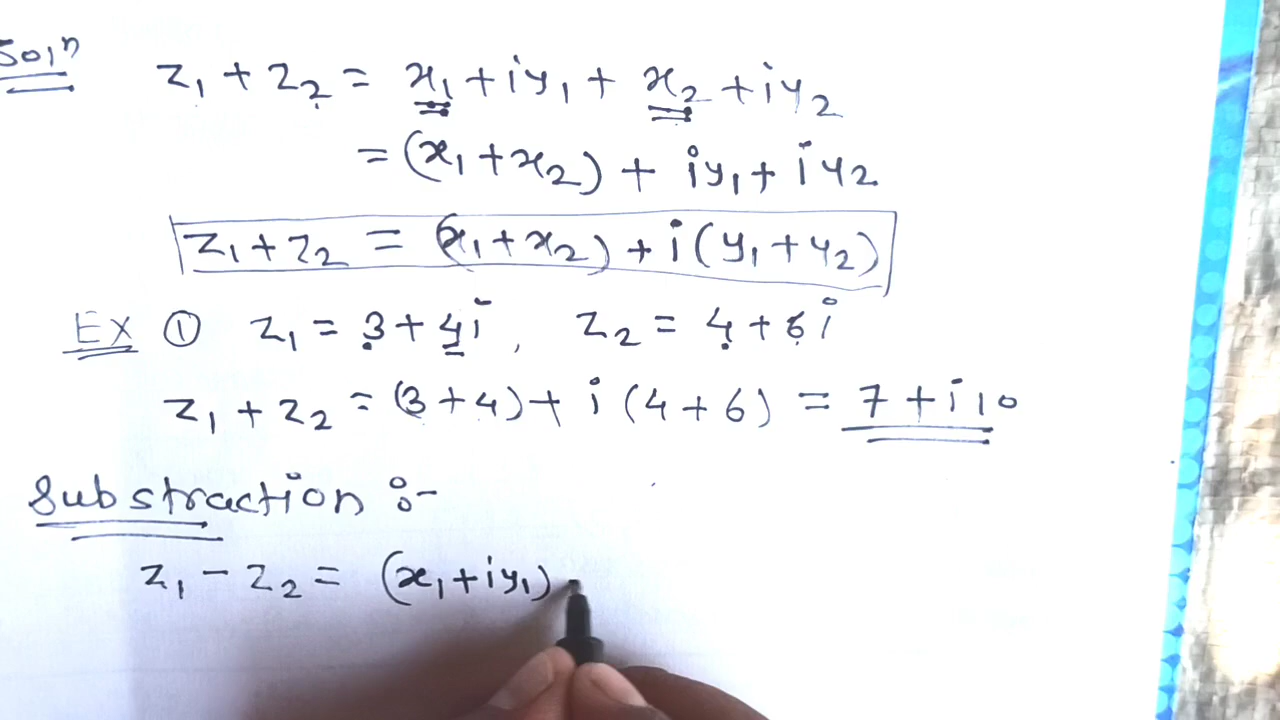 Solⁿ z₁ + z₂ = x₁ + iy₁ + x₂ + iy₂
= (x₁ + x₂) + iy₁ + iy₂
z₁ + z₂ = (x₁ + x₂) + i(y₁ + y₂)
EX ① z₁ = 3 + 4i , z₂ = 4 + 6i
z₁ + z₂ = (3 + 4) + i (4 + 6) = 7 + i10
Substraction :-
z₁ - z₂ = (x₁ + iy₁)